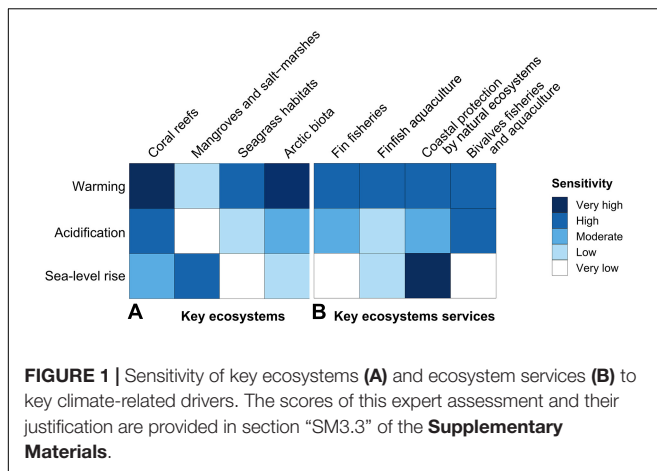 Coral reefs
Mangroves and salt−marshes
Seagrass habitats
Arctic biota
Fin fisheries
Finfish aquaculture
Coastal protection
by natural ecosystems
Bivalves fisheries
and aquaculture
Warming
Acidification
Sea-level rise
Sensitivity
Very high
High
Moderate
Low
Very low
A Key ecosystems B Key ecosystems services
FIGURE 1 | Sensitivity of key ecosystems (A) and ecosystem services (B) to
key climate-related drivers. The scores of this expert assessment and their
justification are provided in section “SM3.3” of the Supplementary
Materials.